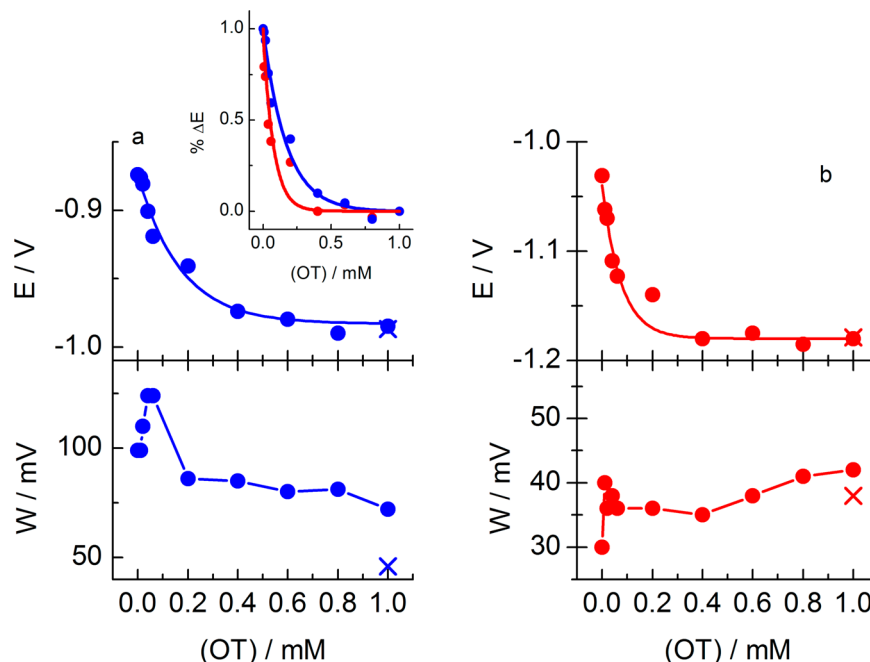 1.0
0.5
0.0
% ΔE
0.0 0.5 1.0
(OT) / mM
a
-0.9
-1.0
E / V
100
50
W / mV
0.0 0.2 0.4 0.6 0.8 1.0
(OT) / mM
b
-1.0
-1.1
-1.2
E / V
50
40
30
W / mV
0.0 0.2 0.4 0.6 0.8 1.0
(OT) / mM